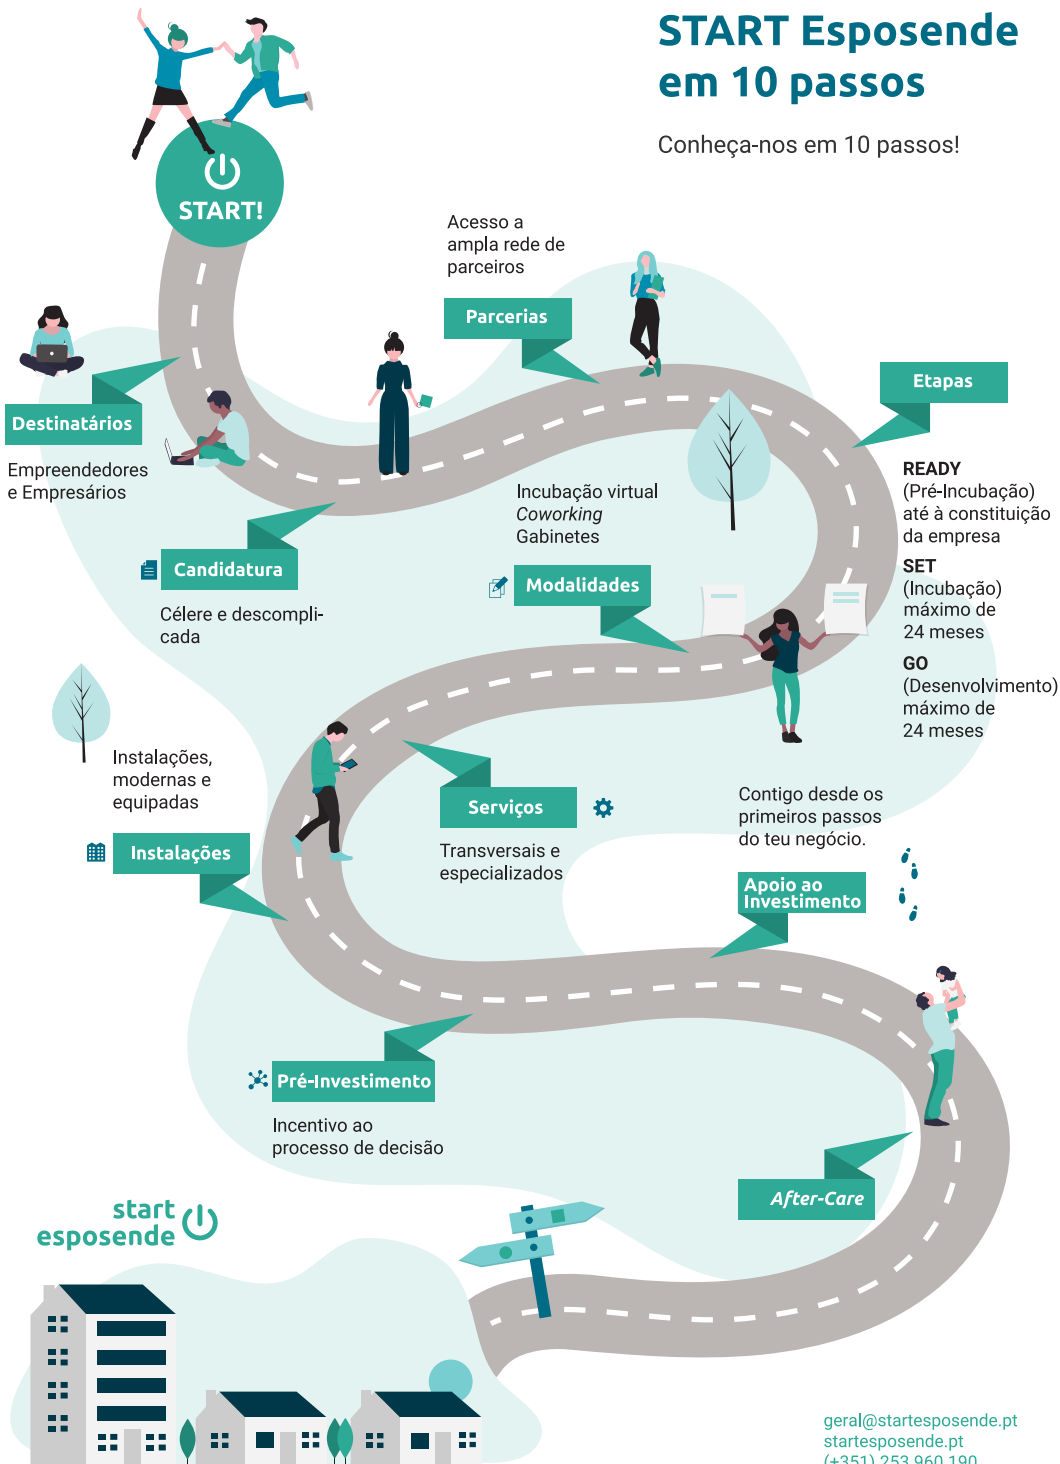 START Esposende
em 10 passos
Conheça-nos em 10 passos!
START!
Destinatários
Empreendedores
e Empresários
Candidatura
Célere e descompli-
cada
Acesso a
ampla rede de
parceiros
Parcerias
Etapas
READY
(Pré-Incubação)
até à constituição
da empresa
SET
(Incubação)
máximo de
24 meses
GO
(Desenvolvimento)
máximo de
24 meses
Incubação virtual
Coworking
Gabinetes
Modalidades
Serviços
Transversais e
especializados
Instalações,
modernas e
equipadas
Instalações
Pré-Investimento
Incentivo ao
processo de decisão
Contigo desde os
primeiros passos
do teu negócio.
Apoio ao
Investimento
After-Care
start
esposende
geral@startesposende.pt
startesposende.pt
(+351) 253 960 190